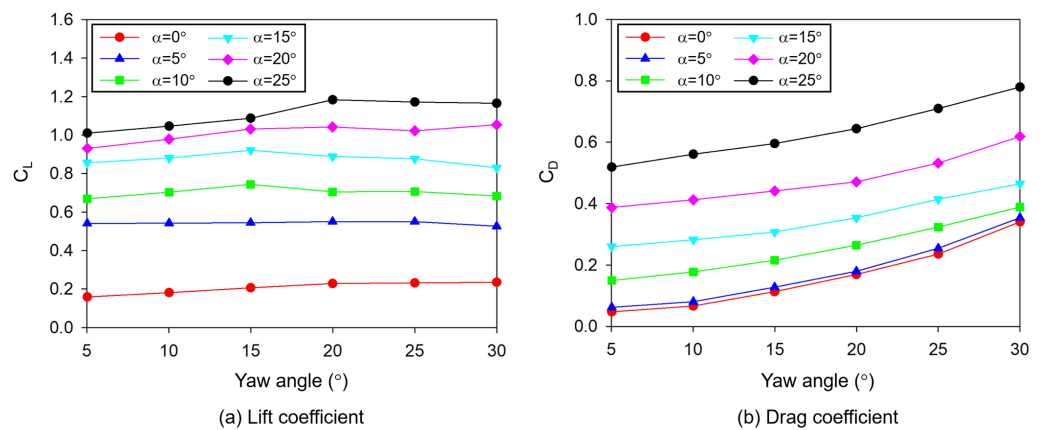 1.6
1.4
1.2
1.0
0.8
0.6
0.4
0.2
0.0
C_L
α=0°
α=5°
α=10°
α=15°
α=20°
α=25°
5 10 15 20 25 30
Yaw angle (°)
(a) Lift coefficient
1.0
0.8
0.6
0.4
0.2
0.0
C_D
α=0°
α=5°
α=10°
α=15°
α=20°
α=25°
5 10 15 20 25 30
Yaw angle (°)
(b) Drag coefficient